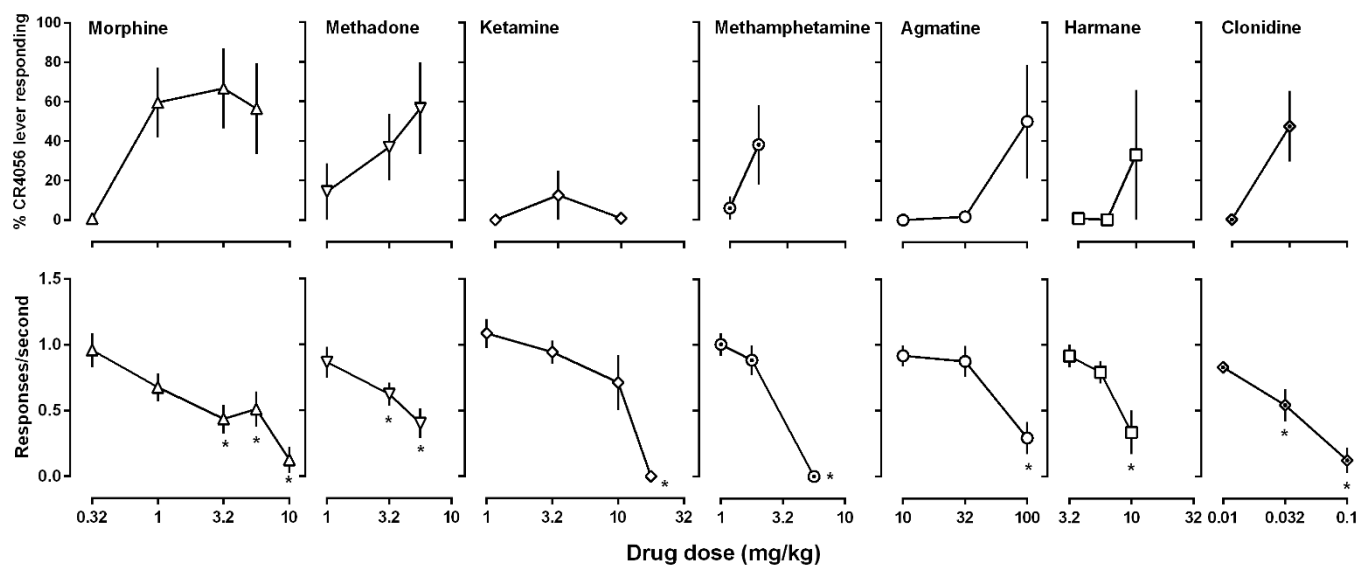 Morphine
Methadone
Ketamine
Methamphetamine
Agmatine
Harmane
Clonidine
% CR4056 lever responding
100
80
60
40
20
0
Responses/second
1.5
1.0
0.5
0.0
* * *
* *
*
*
*
*
* *
0.32 1 3.2 10
1 3.2 10
1 3.2 10 32
1 3.2 10
10 32 100
3.2 10 32
0.01 0.032 0.1
Drug dose (mg/kg)